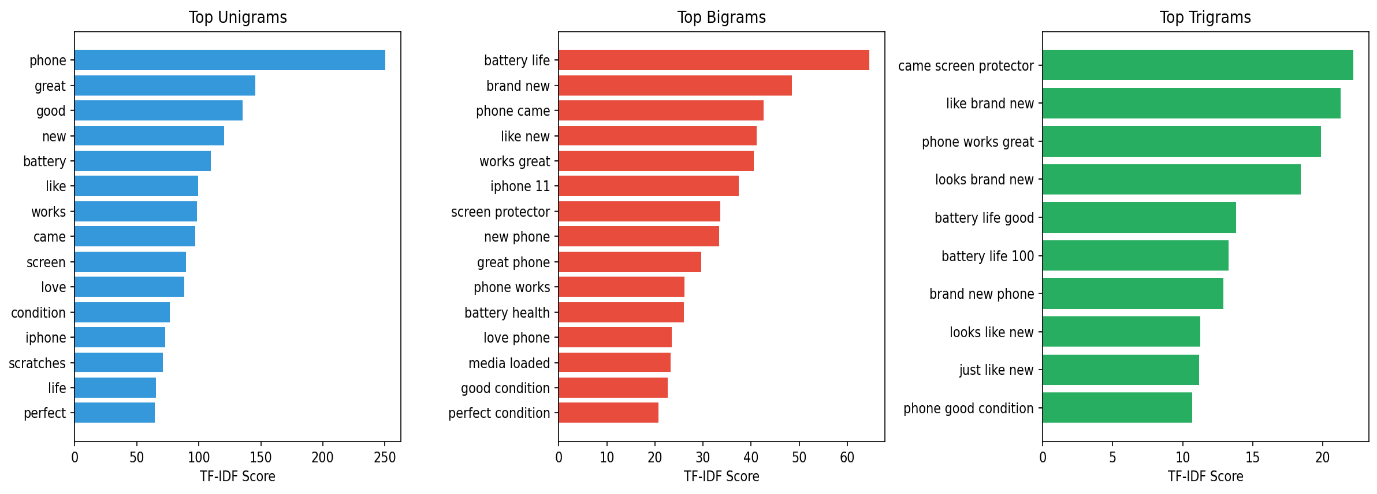 Top Unigrams
phone
great
good
new
battery
like
works
came
screen
love
condition
iphone
scratches
life
perfect
0 50 100 150 200 250
TF-IDF Score
Top Bigrams
battery life
brand new
phone came
like new
works great
iphone 11
screen protector
new phone
great phone
phone works
battery health
love phone
media loaded
good condition
perfect condition
0 10 20 30 40 50 60
TF-IDF Score
Top Trigrams
came screen protector
like brand new
phone works great
looks brand new
battery life good
battery life 100
brand new phone
looks like new
just like new
phone good condition
0 5 10 15 20
TF-IDF Score